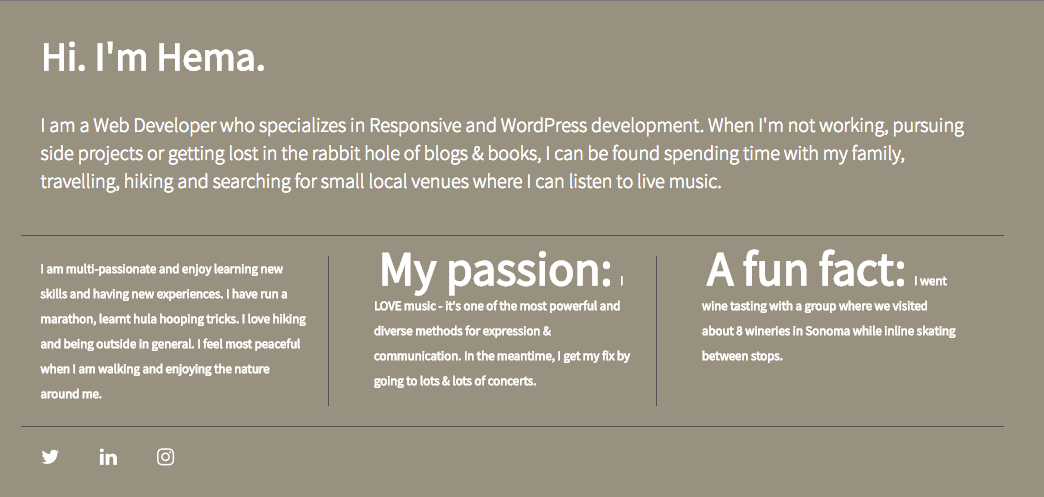 Hi. I'm Hema.
I am a Web Developer who specializes in Responsive and WordPress development. When I'm not working, pursuing
side projects or getting lost in the rabbit hole of blogs & books, I can be found spending time with my family,
travelling, hiking and searching for small local venues where I can listen to live music.
I am multi-passionate and enjoy learning new
skills and having new experiences. I have run a
marathon, learnt hula hooping tricks. I love hiking
and being outside in general. I feel most peaceful
when I am walking and enjoying the nature
around me.
My passion: I
LOVE music - it's one of the most powerful and
diverse methods for expression &
communication. In the meantime, I get my fix by
going to lots & lots of concerts.
A fun fact: I went
wine tasting with a group where we visited
about 8 wineries in Sonoma while inline skating
between stops.
in